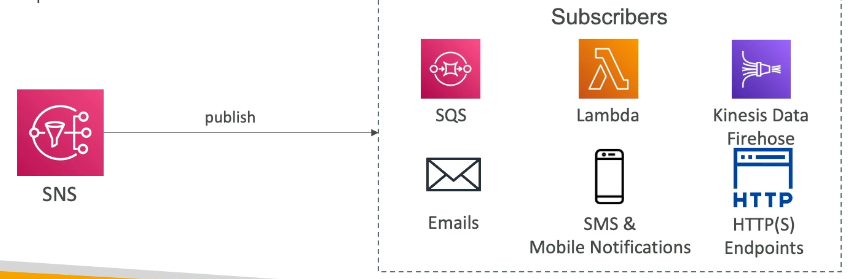 Subscribers
SQS
Lambda
Kinesis Data
Firehose
publish
SNS
Emails
SMS &
Mobile Notifications
HTTP
HTTP(S)
Endpoints